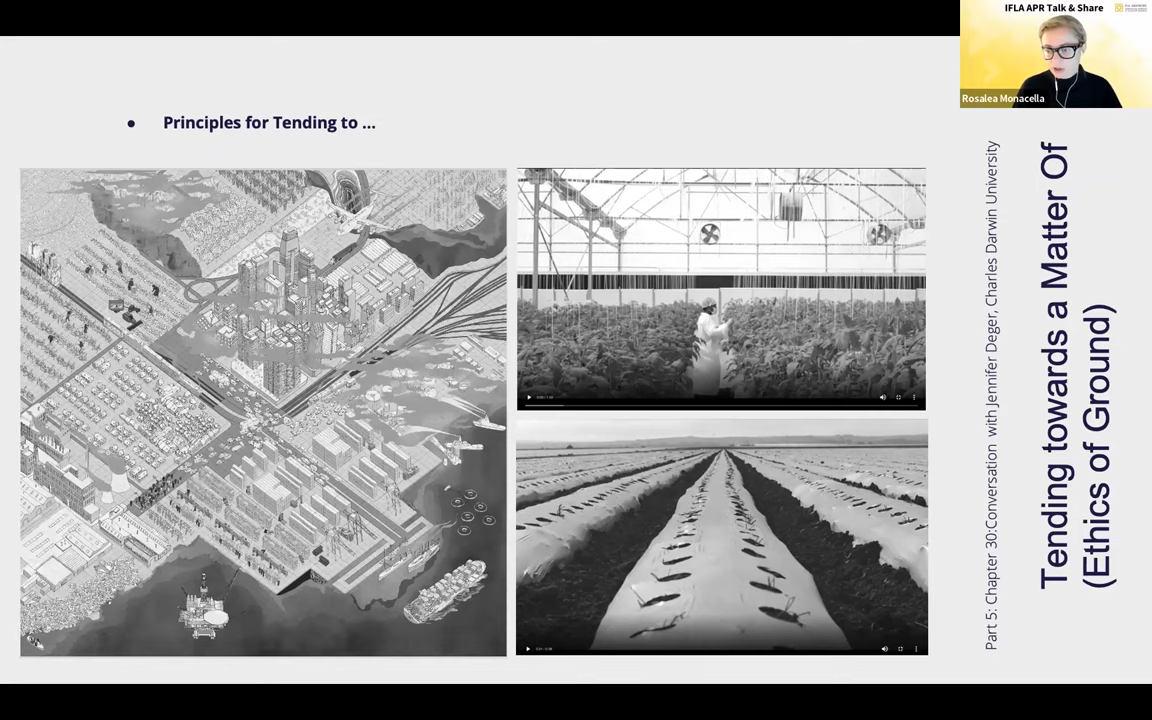 IFLA APR Talk & Share
Rosalea Monacella
● Principles for Tending to ...
Part 5: Chapter 30:Conversation with Jennifer Deger, Charles Darwin University
Tending towards a Matter Of
(Ethics of Ground)